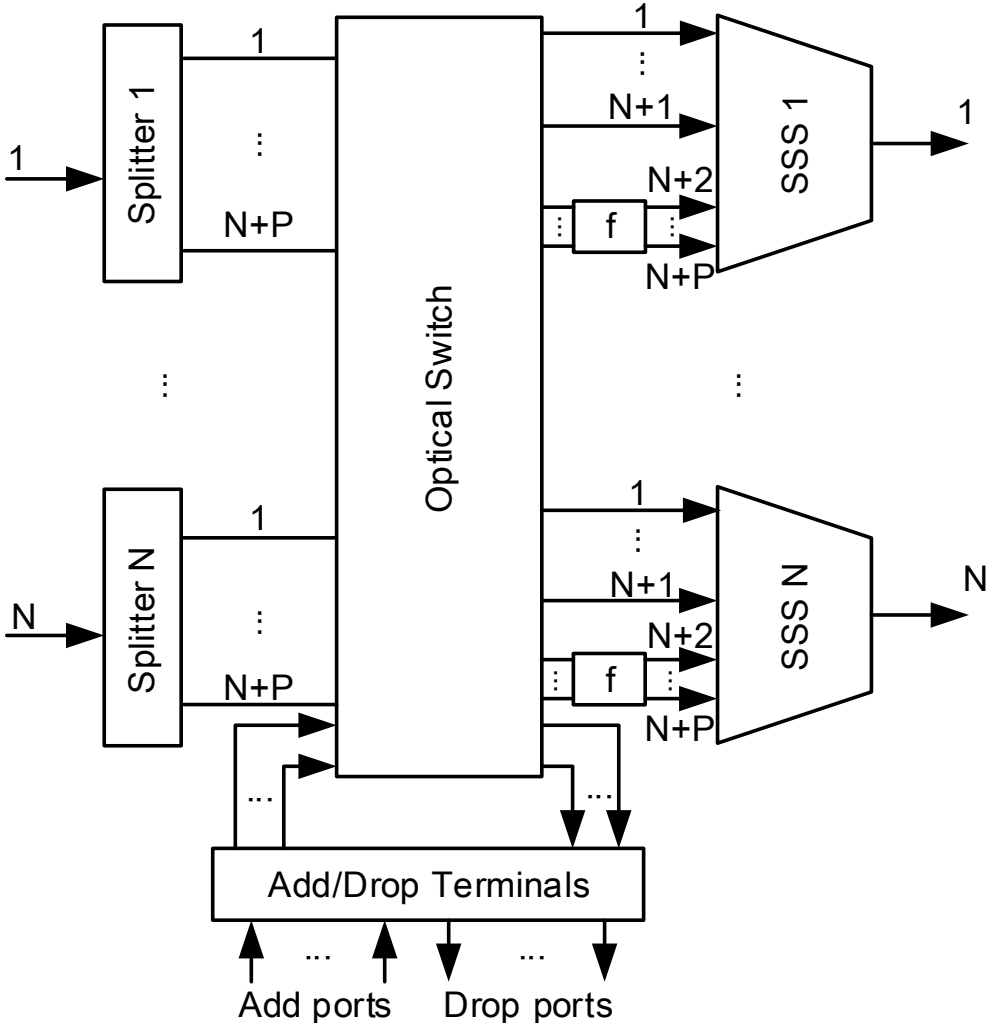 1
Splitter 1
1
...
N+P
Optical Switch
1
...
N+1
N+2
... f ...
N+P
SSS 1
1
...
...
N
Splitter N
1
...
N+P
1
...
N+1
N+2
... f ...
N+P
SSS N
N
...
...
Add/Drop Terminals
...
...
Add ports
Drop ports